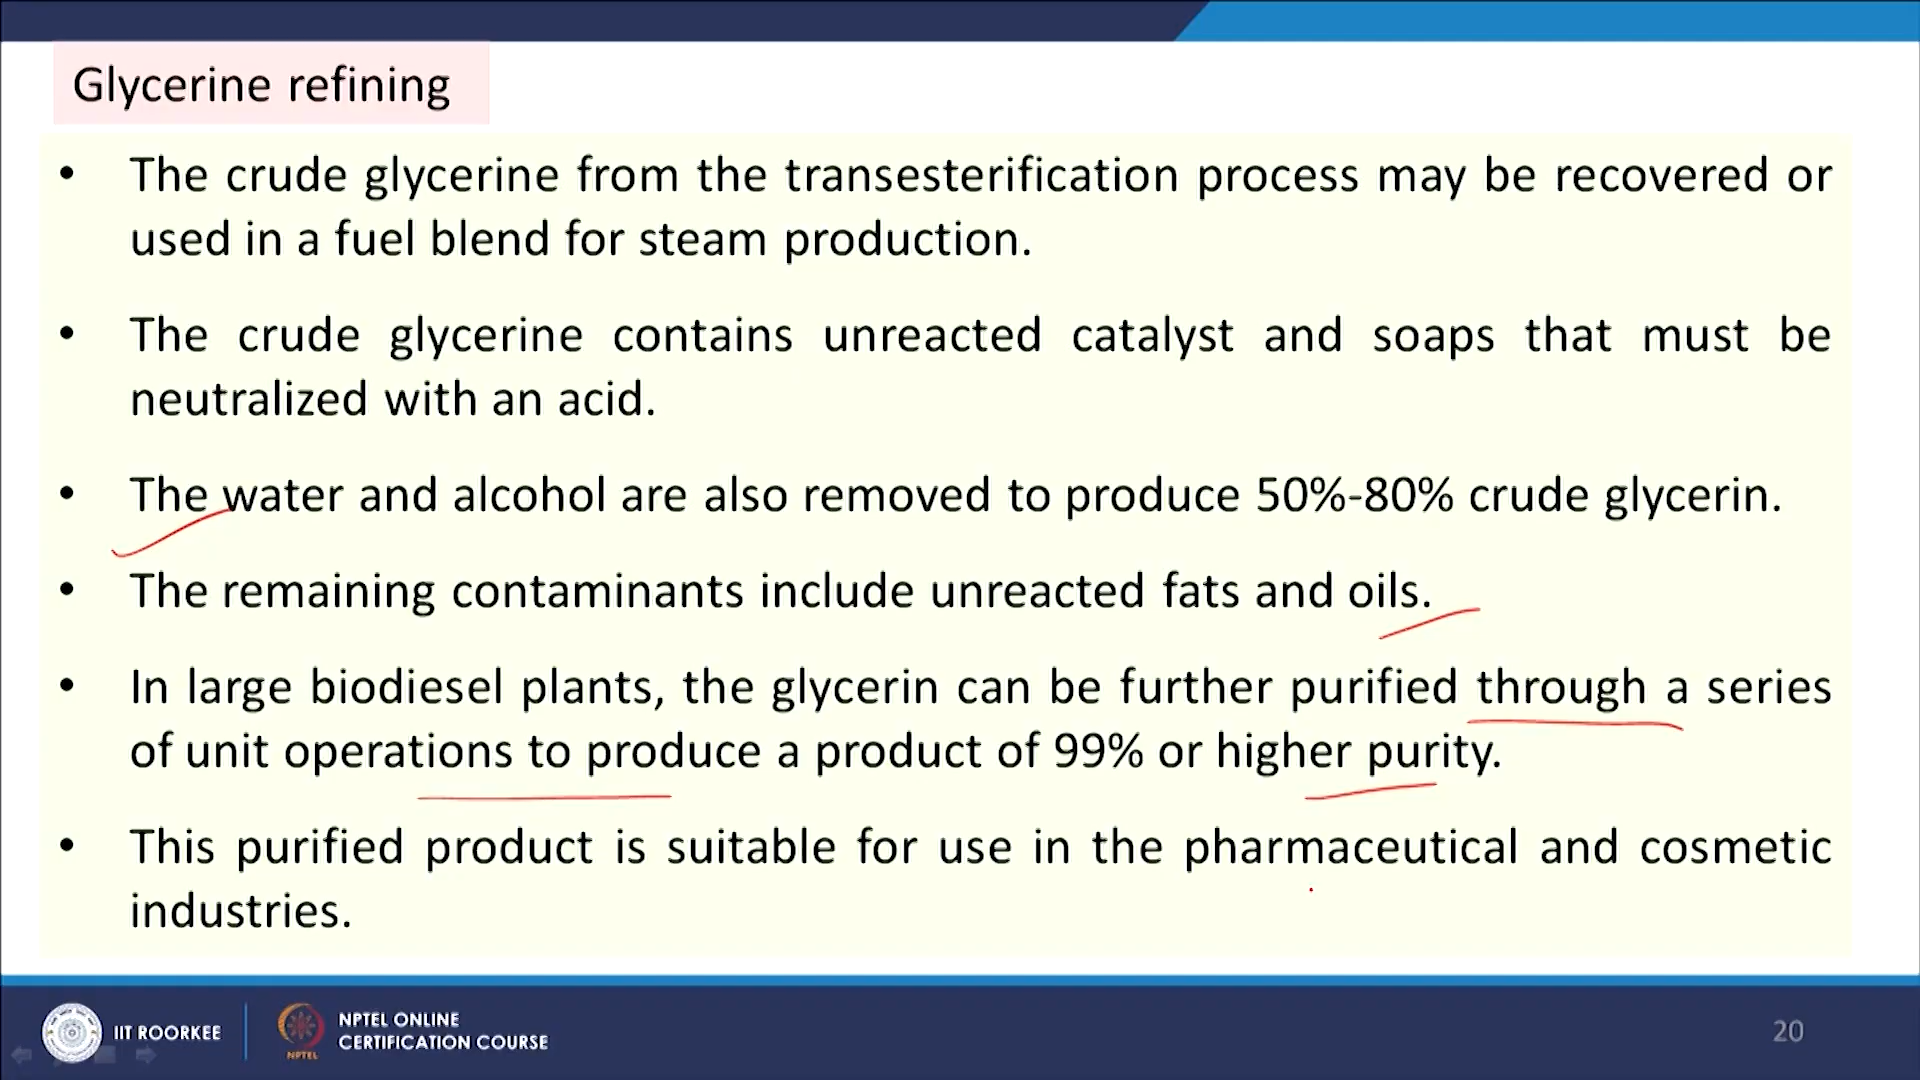 Glycerine refining
• The crude glycerine from the transesterification process may be recovered or
used in a fuel blend for steam production.
• The crude glycerine contains unreacted catalyst and soaps that must be
neutralized with an acid.
• The water and alcohol are also removed to produce 50%-80% crude glycerin.
• The remaining contaminants include unreacted fats and oils.
• In large biodiesel plants, the glycerin can be further purified through a series
of unit operations to produce a product of 99% or higher purity.
• This purified product is suitable for use in the pharmaceutical and cosmetic
industries.
IIT ROORKEE
NPTEL
NPTEL ONLINE
CERTIFICATION COURSE
20